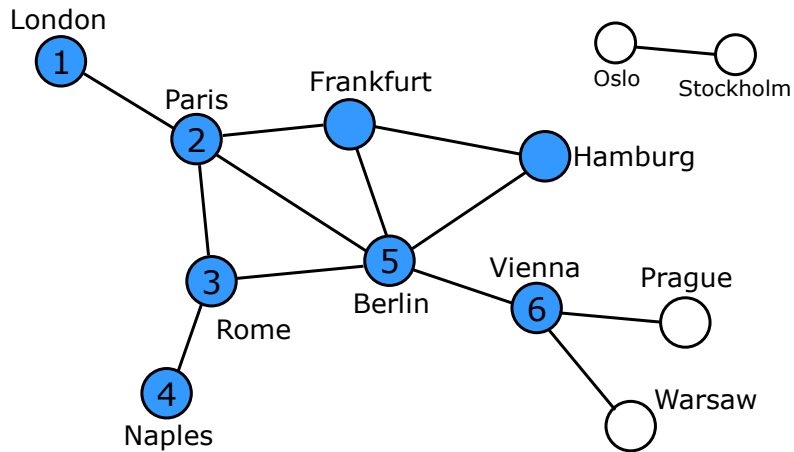 London
1
Paris
2
Frankfurt
Oslo
Stockholm
Hamburg
3
Rome
5
Berlin
4
Naples
Vienna
6
Prague
Warsaw